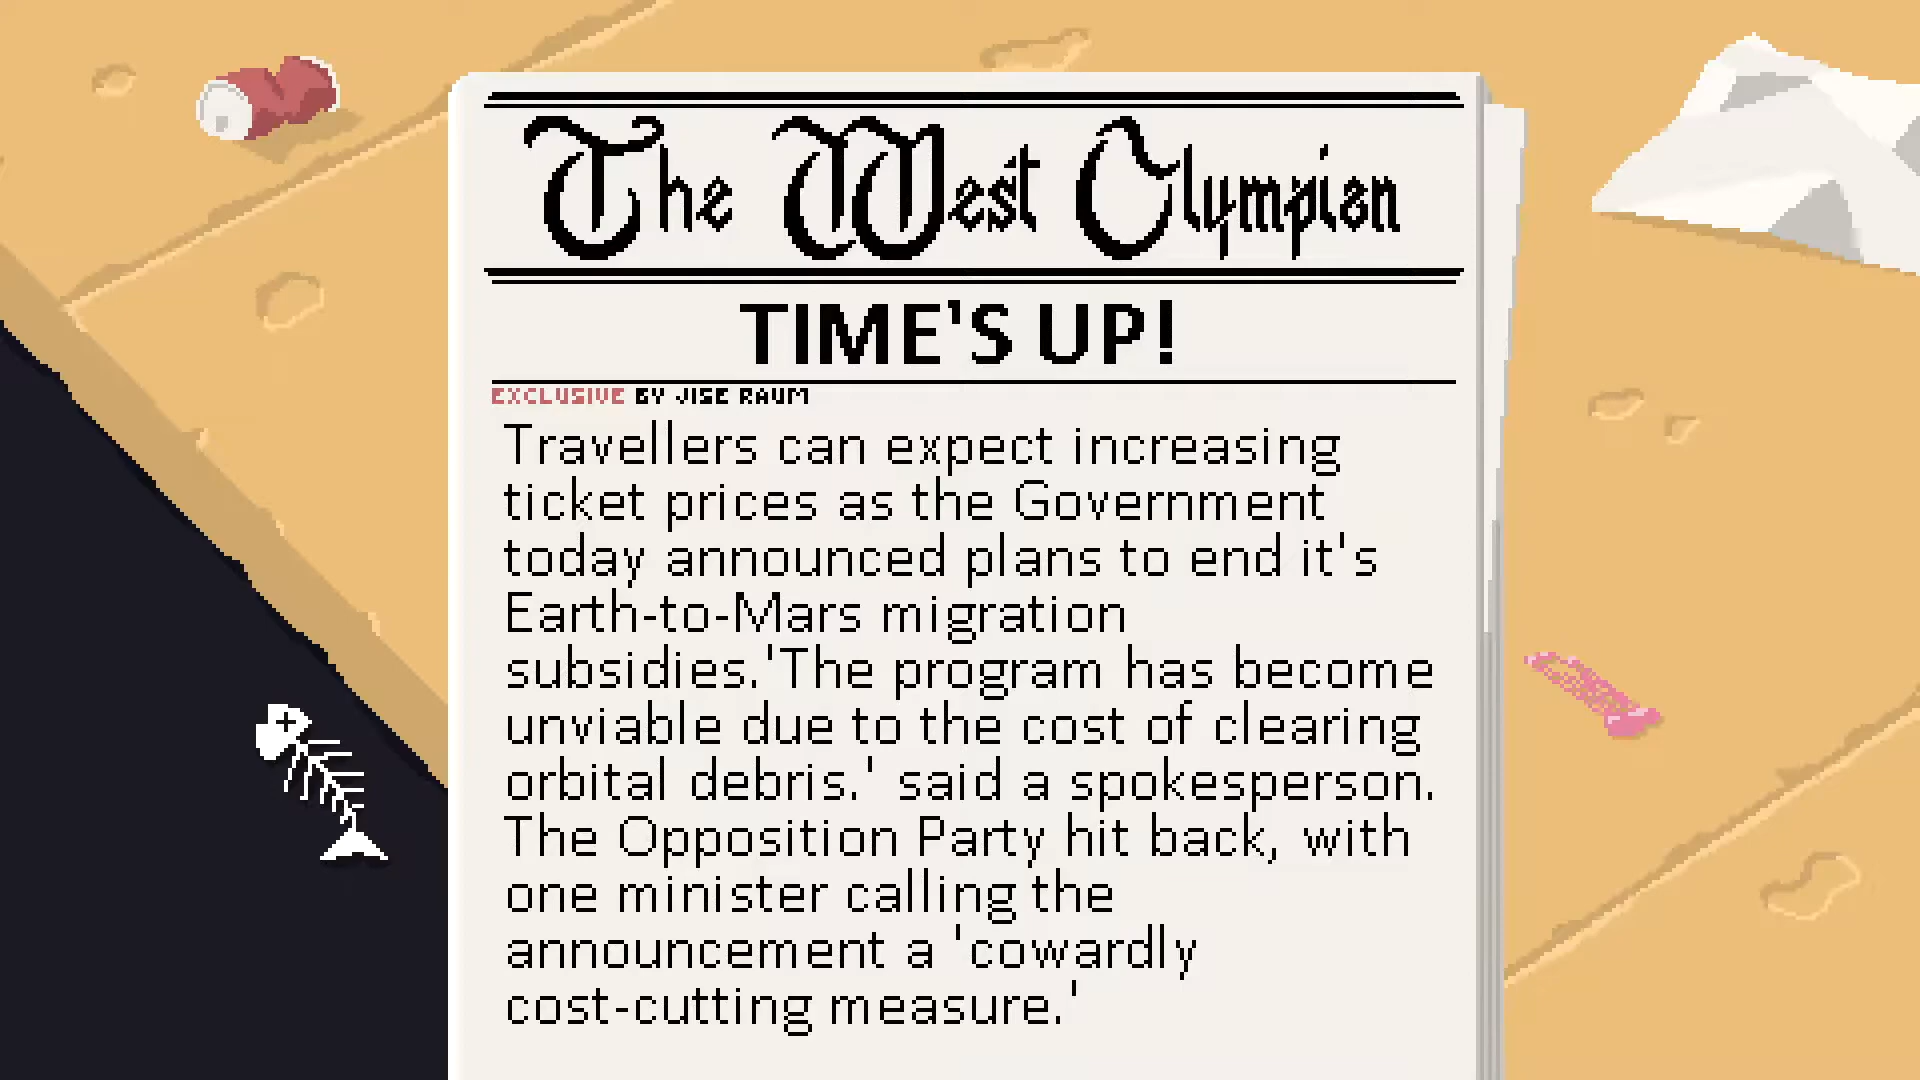 The West Olympian
TIME'S UP!
EXCLUSIVE BY JISE RAUM
Travellers can expect increasing
ticket prices as the Government
today announced plans to end it's
Earth-to-Mars migration
subsidies.'The program has become
unviable due to the cost of clearing
orbital debris.' said a spokesperson.
The Opposition Party hit back, with
one minister calling the
announcement a 'cowardly
cost-cutting measure.'